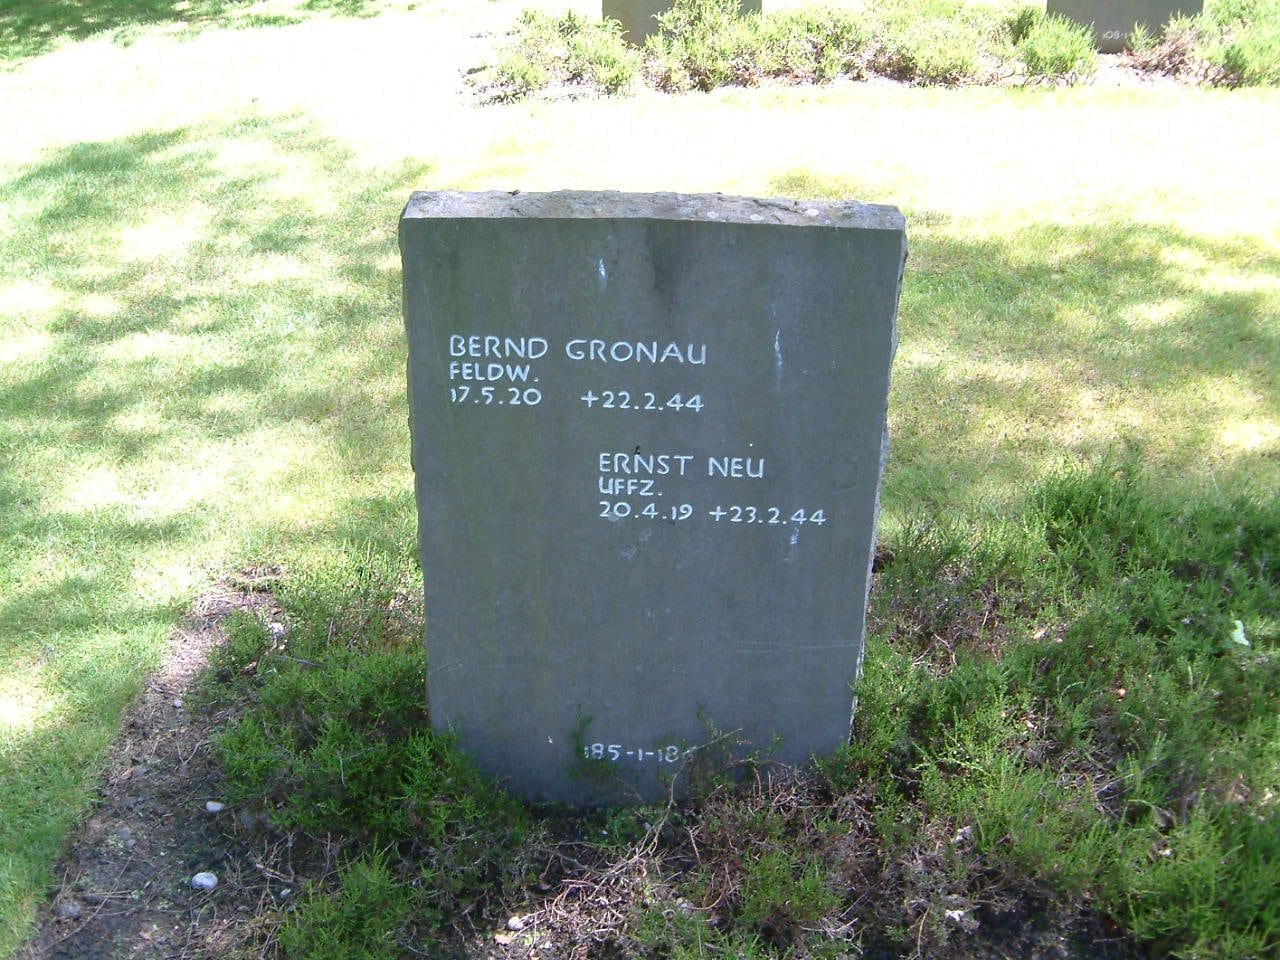 BERND GRONAU
FELDW.
17.5.20 +22.2.44
ERNST NEU
UFFZ.
20.4.19 +23.2.44